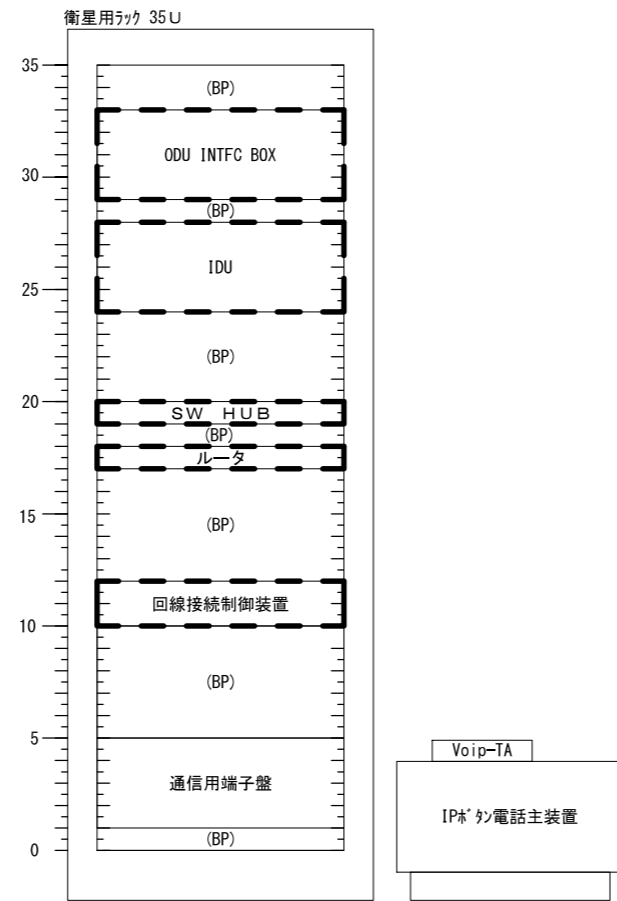 衛星用ﾗｯｸ 35U
35
(BP)
ODU INTFC BOX
30
(BP)
IDU
25
(BP)
20
SW HUB
(BP)
ルータ
15
(BP)
回線接続制御装置
10
(BP)
5
通信用端子盤
(BP)
0
Voip-TA
IPﾎﾞﾀﾝ電話主装置